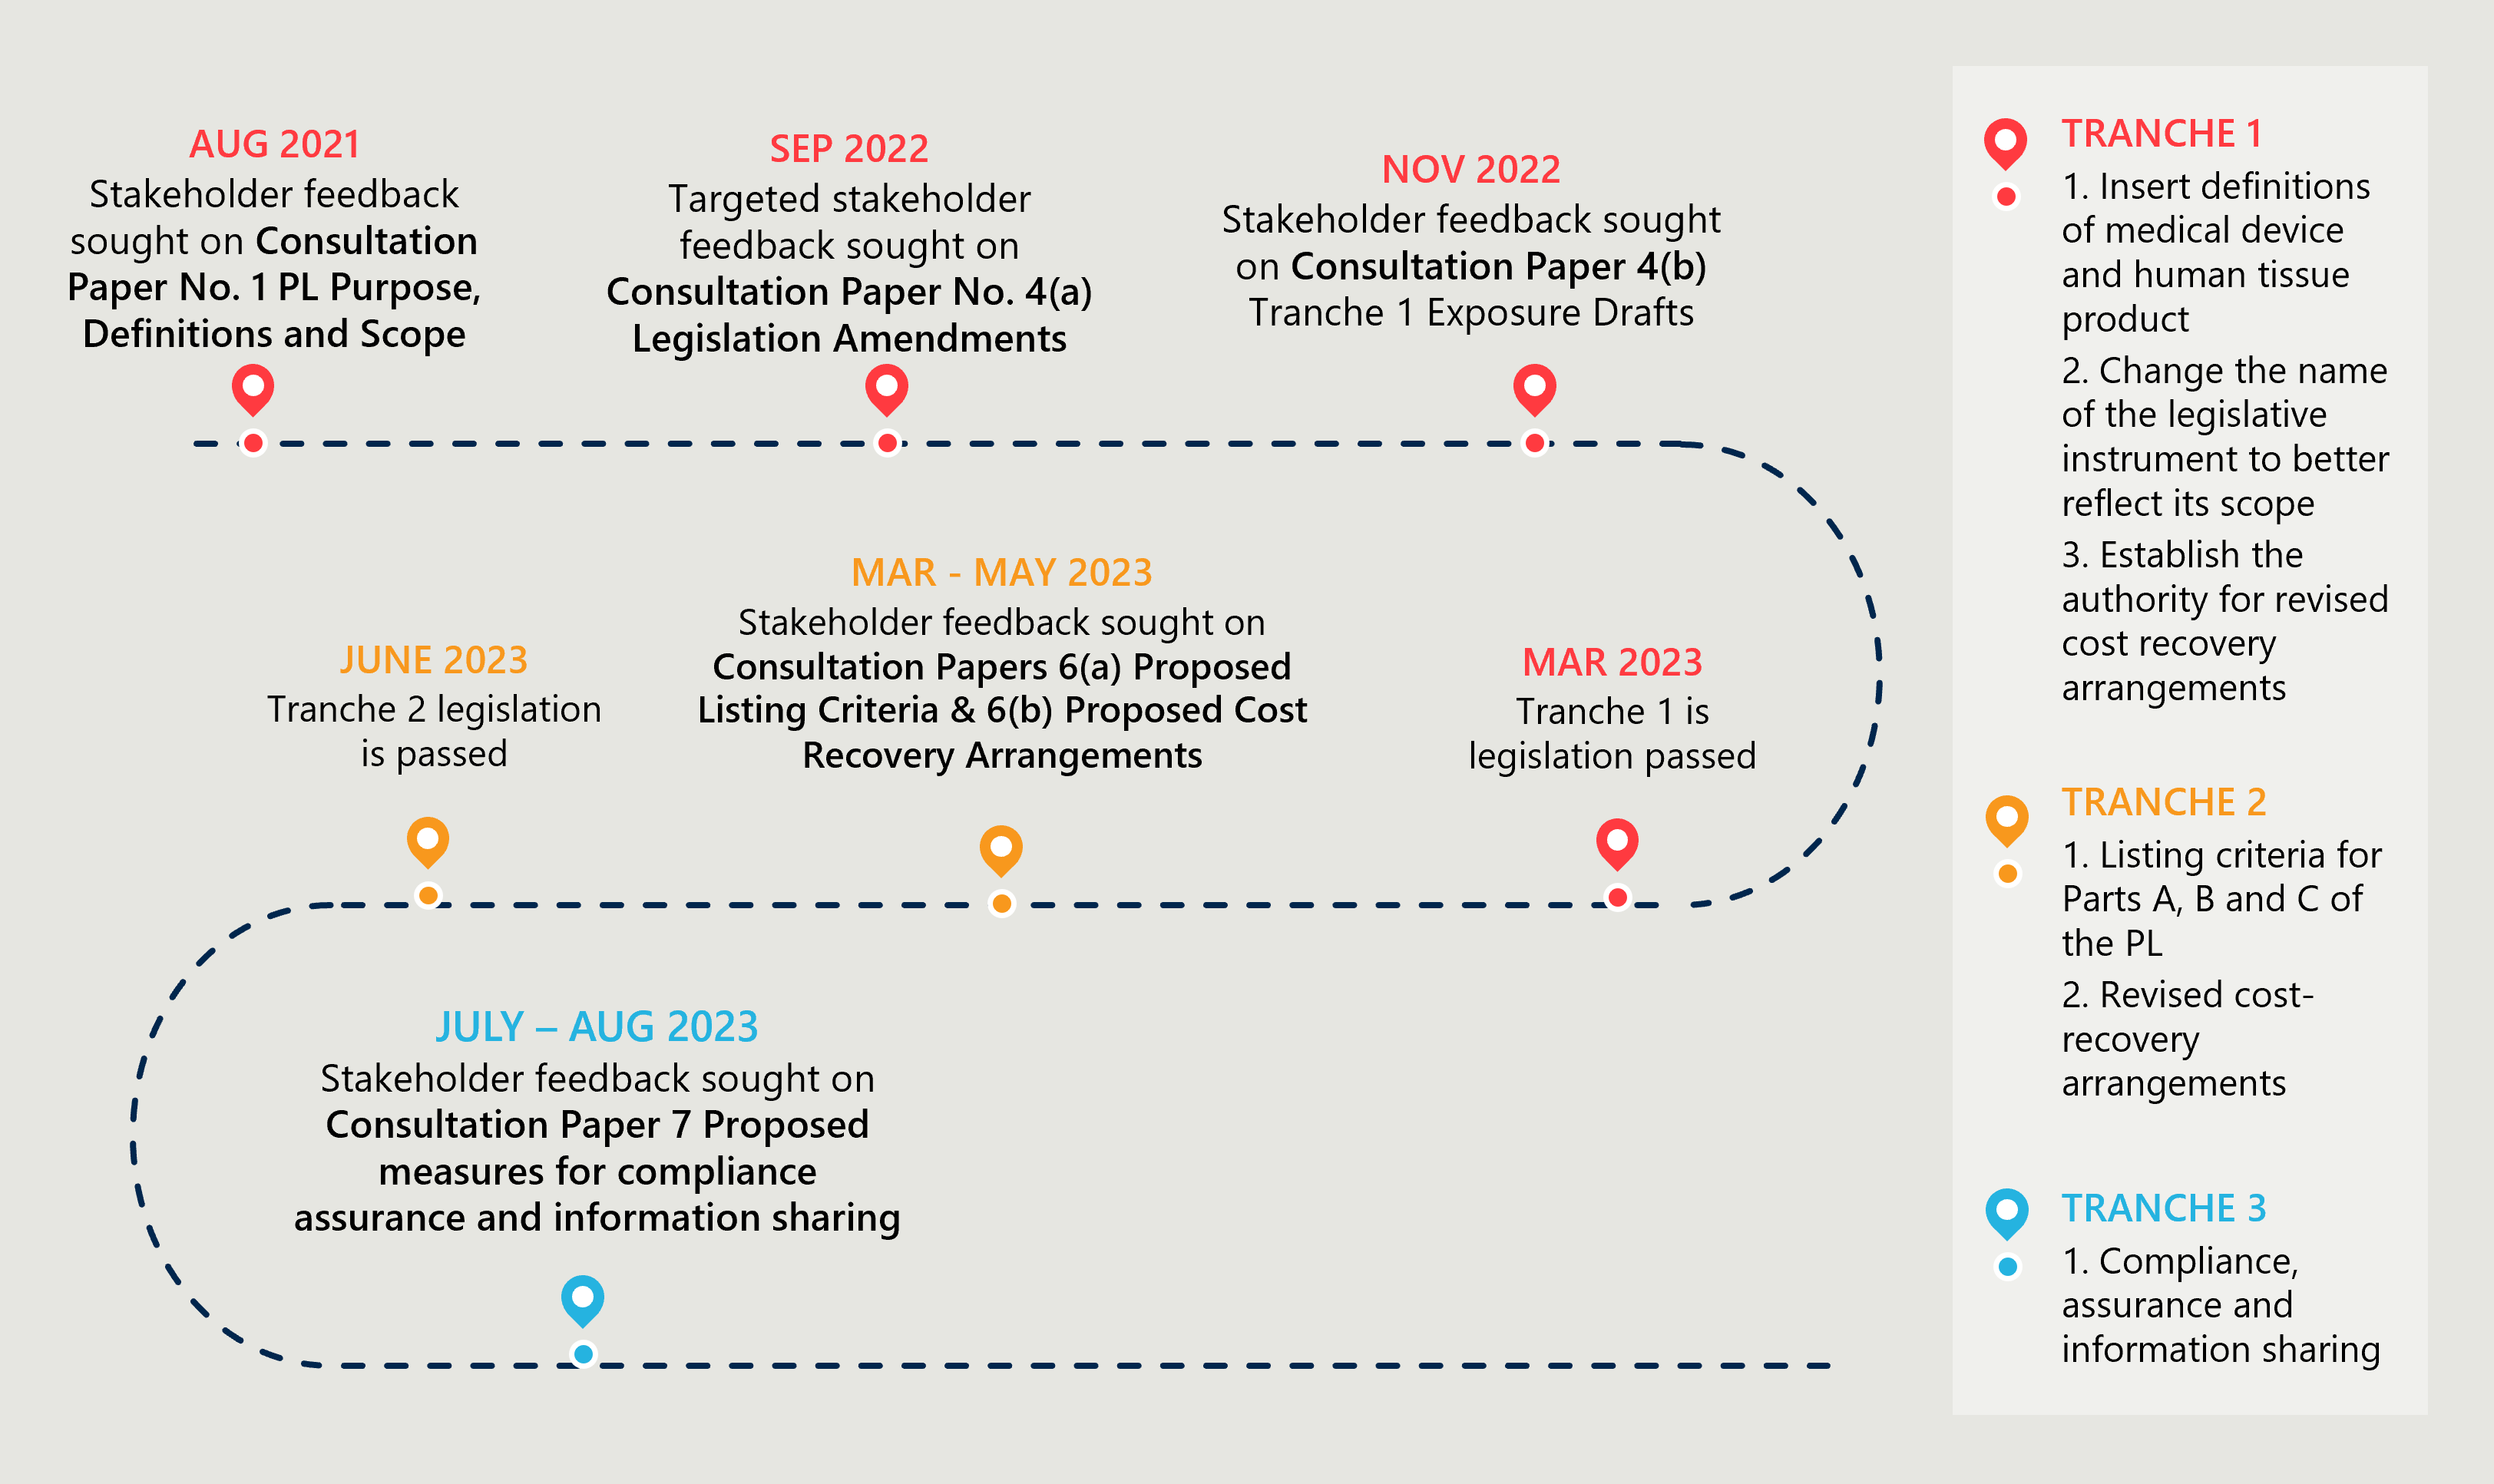 AUG 2021
Stakeholder feedback
sought on Consultation
Paper No. 1 PL Purpose,
Definitions and Scope
SEP 2022
Targeted stakeholder
feedback sought on
Consultation Paper No. 4(a)
Legislation Amendments
NOV 2022
Stakeholder feedback sought
on Consultation Paper 4(b)
Tranche 1 Exposure Drafts
MAR 2023
Tranche 1 is
legislation passed
MAR - MAY 2023
Stakeholder feedback sought on
Consultation Papers 6(a) Proposed
Listing Criteria & 6(b) Proposed Cost
Recovery Arrangements
JUNE 2023
Tranche 2 legislation
is passed
JULY – AUG 2023
Stakeholder feedback sought on
Consultation Paper 7 Proposed
measures for compliance
assurance and information sharing
TRANCHE 1
1. Insert definitions
of medical device
and human tissue
product
2. Change the name
of the legislative
instrument to better
reflect its scope
3. Establish the
authority for revised
cost recovery
arrangements
TRANCHE 2
1. Listing criteria for
Parts A, B and C of
the PL
2. Revised cost-
recovery
arrangements
TRANCHE 3
1. Compliance,
assurance and
information sharing